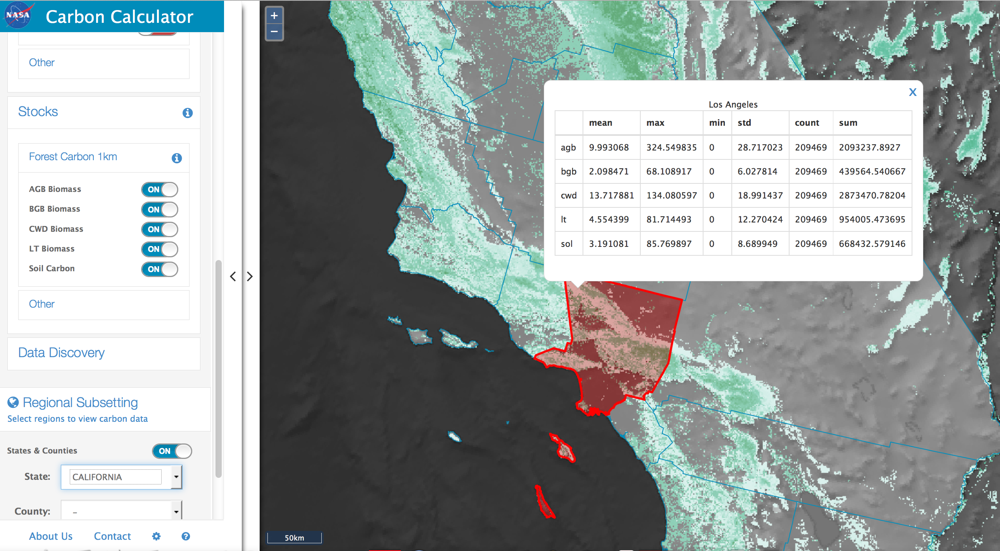 NASA
Carbon Calculator
Other
Stocks
Forest Carbon 1km
AGB Biomass ON
BGB Biomass ON
CWD Biomass ON
LT Biomass ON
Soil Carbon ON
Other
Data Discovery
Regional Subsetting
Select regions to view carbon data
States & Counties ON
State: CALIFORNIA
County: –
About Us Contact ?
+
−
X
Los Angeles
mean max min std count sum
agb 9.993068 324.549835 0 28.717023 209469 2093237.8927
bgb 2.098471 68.108917 0 6.027814 209469 439564.540667
cwd 13.717881 134.080597 0 18.991437 209469 2873470.78204
lt 4.554399 81.714493 0 12.270424 209469 954005.473695
sol 3.191081 85.769897 0 8.689949 209469 668432.579146
50km